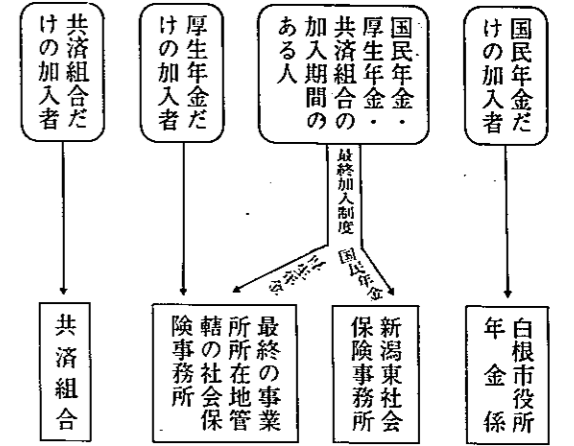 国民年金だ
けの加入者
国民年金・
厚生年金・
共済組合の
加入期間の
ある人
厚生年金だ
けの加入者
共済組合だ
けの加入者
最終加入制度
国民年金
白根市役所
年金係
新潟東社会
保険事務所
最終の事業
所所在地管
轄の社会保
険事務所
共済組合